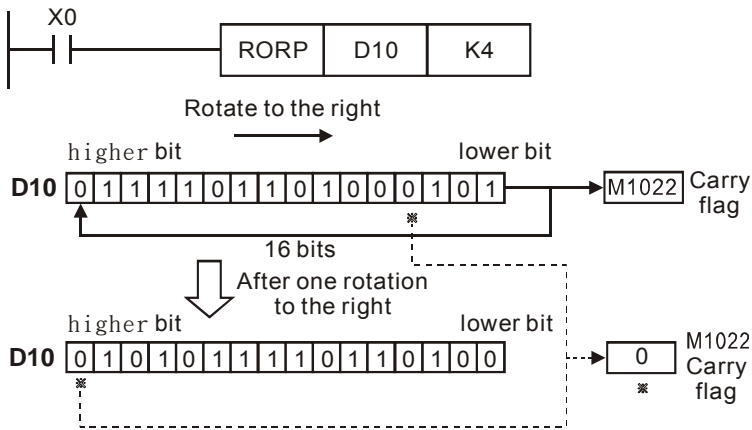 X0
RORP D10 K4
Rotate to the right
higher bit lower bit
D10 0 1 1 1 1 0 1 1 0 1 0 0 0 1 0 1 M1022 Carry flag
※
16 bits
After one rotation
to the right
higher bit lower bit
D10 0 1 0 1 0 1 1 1 1 0 1 1 0 1 0 0 0 M1022 Carry flag
※ ※